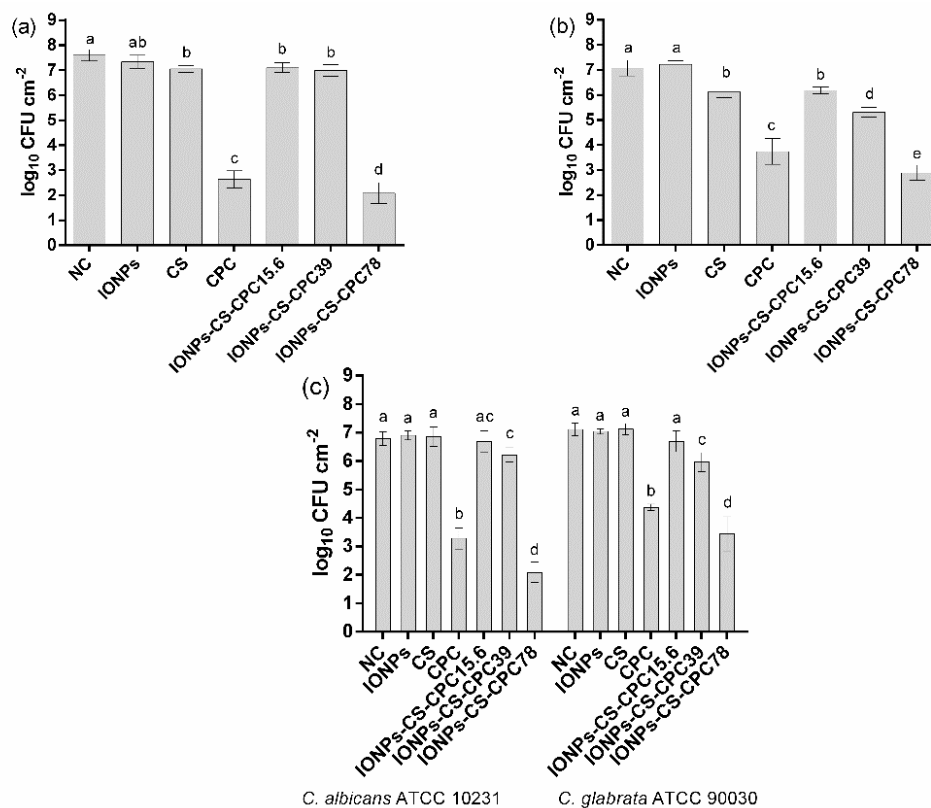 (a)
log₁₀ CFU cm⁻²
9
8
7
6
5
4
3
2
1
0
a
ab
b
c
b
b
d
NC
IONPs
CS
CPC
IONPs-CS-CPC15.6
IONPs-CS-CPC39
IONPs-CS-CPC78
(b)
log₁₀ CFU cm⁻²
10
9
8
7
6
5
4
3
2
1
0
a
a
b
c
b
d
e
NC
IONPs
CS
CPC
IONPs-CS-CPC15.6
IONPs-CS-CPC39
IONPs-CS-CPC78
(c)
log₁₀ CFU cm⁻²
9
8
7
6
5
4
3
2
1
0
a
a
a
b
ac
c
d
a
a
a
b
a
c
d
NC
IONPs
CS
CPC
IONPs-CS-CPC15.6
IONPs-CS-CPC39
IONPs-CS-CPC78
NC
IONPs
CS
CPC
IONPs-CS-CPC15.6
IONPs-CS-CPC39
IONPs-CS-CPC78
C. albicans ATCC 10231
C. glabrata ATCC 90030